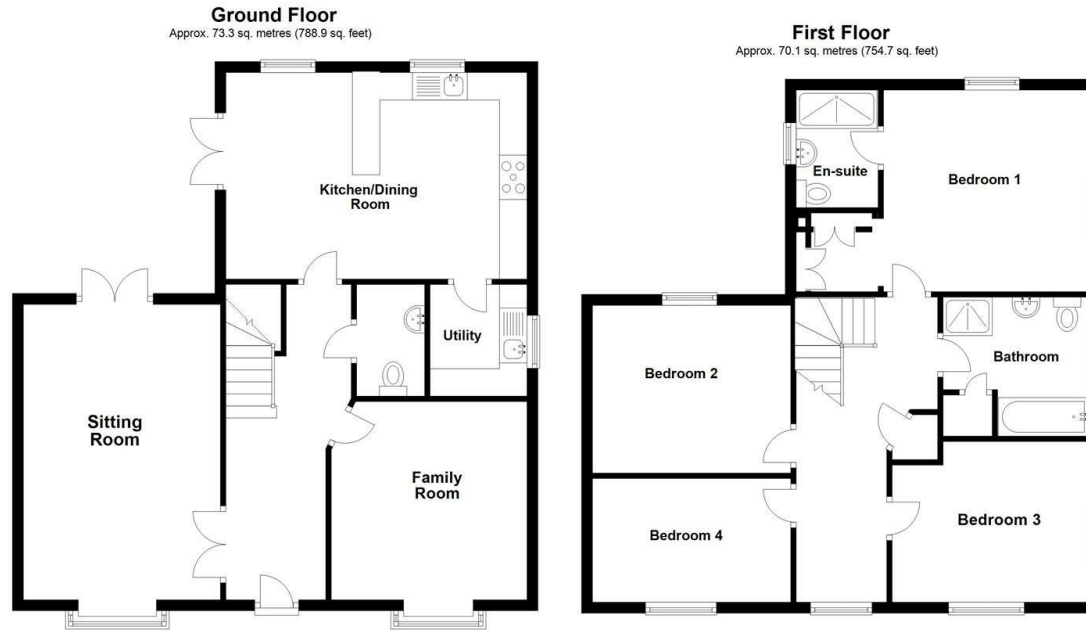 Ground Floor
Approx. 73.3 sq. metres (788.9 sq. feet)
Kitchen/Dining
Room
Utility
Sitting
Room
Family
Room
First Floor
Approx. 70.1 sq. metres (754.7 sq. feet)
En-suite
Bedroom 1
Bedroom 2
Bathroom
Bedroom 4
Bedroom 3